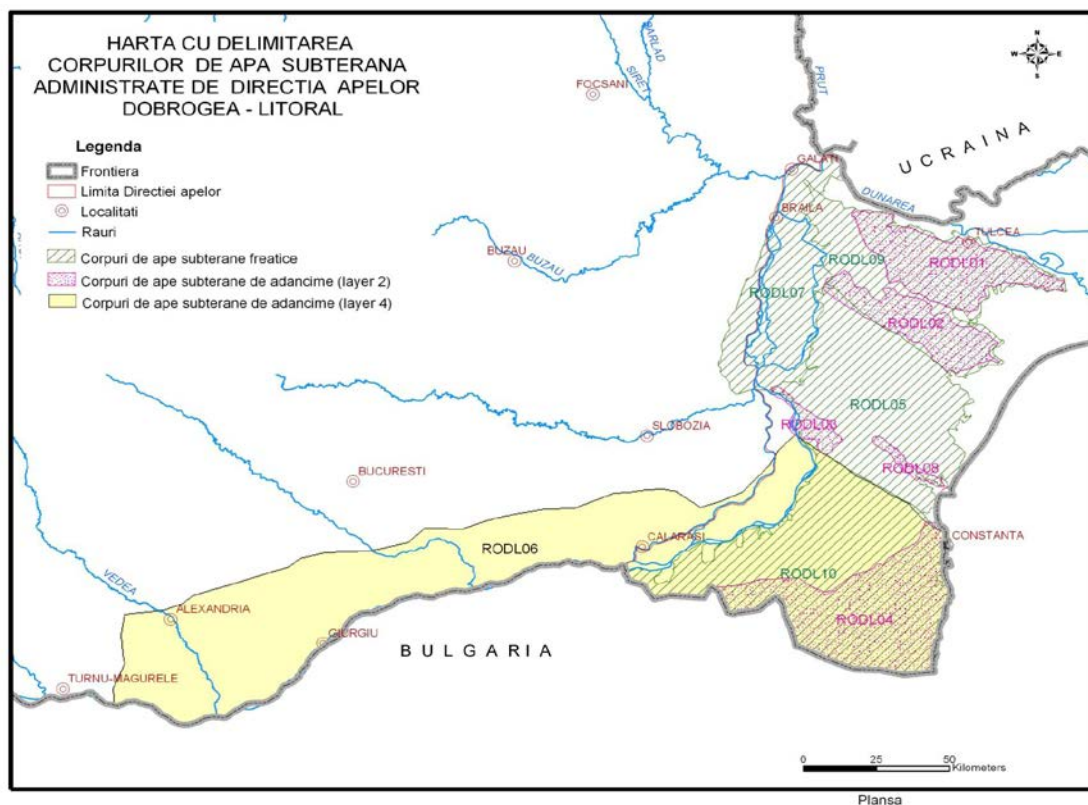 HARTA CU DELIMITAREA
CORPURILOR DE APA SUBTERANA
ADMINISTRATE DE DIRECTIA APELOR
DOBROGEA - LITORAL
Legenda
Frontiera
Limita Directiei apelor
Localitati
Rauri
Corpuri de ape subterane freatice
Corpuri de ape subterane de adancime (layer 2)
Corpuri de ape subterane de adancime (layer 4)
BARLAD
SIRET
PRUT
N
W E
S
FOCSANI
UCRAINA
GALATI
DUNAREA
BRAILA
TULCEA
BUZAU
BUZAU
RODL09
RODL01
RODL07
RODL02
RODL05
SLOBOZIA
RODL03
RODL08
BUCURESTI
CALARASI
CONSTANTA
RODL06
RODL10
VEDEA
ALEXANDRIA
RODL04
GIURGIU
BULGARIA
TURNU-MAGURELE
0 25 50
Kilometers
Plansa